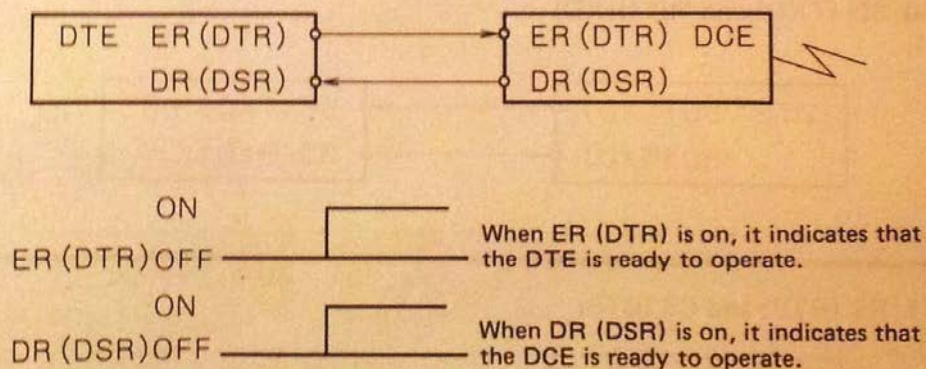 DTE ER (DTR)
DR (DSR)
ER (DTR) DCE
DR (DSR)
ON
ER (DTR) OFF
When ER (DTR) is on, it indicates that
the DTE is ready to operate.
ON
DR (DSR) OFF
When DR (DSR) is on, it indicates that
the DCE is ready to operate.